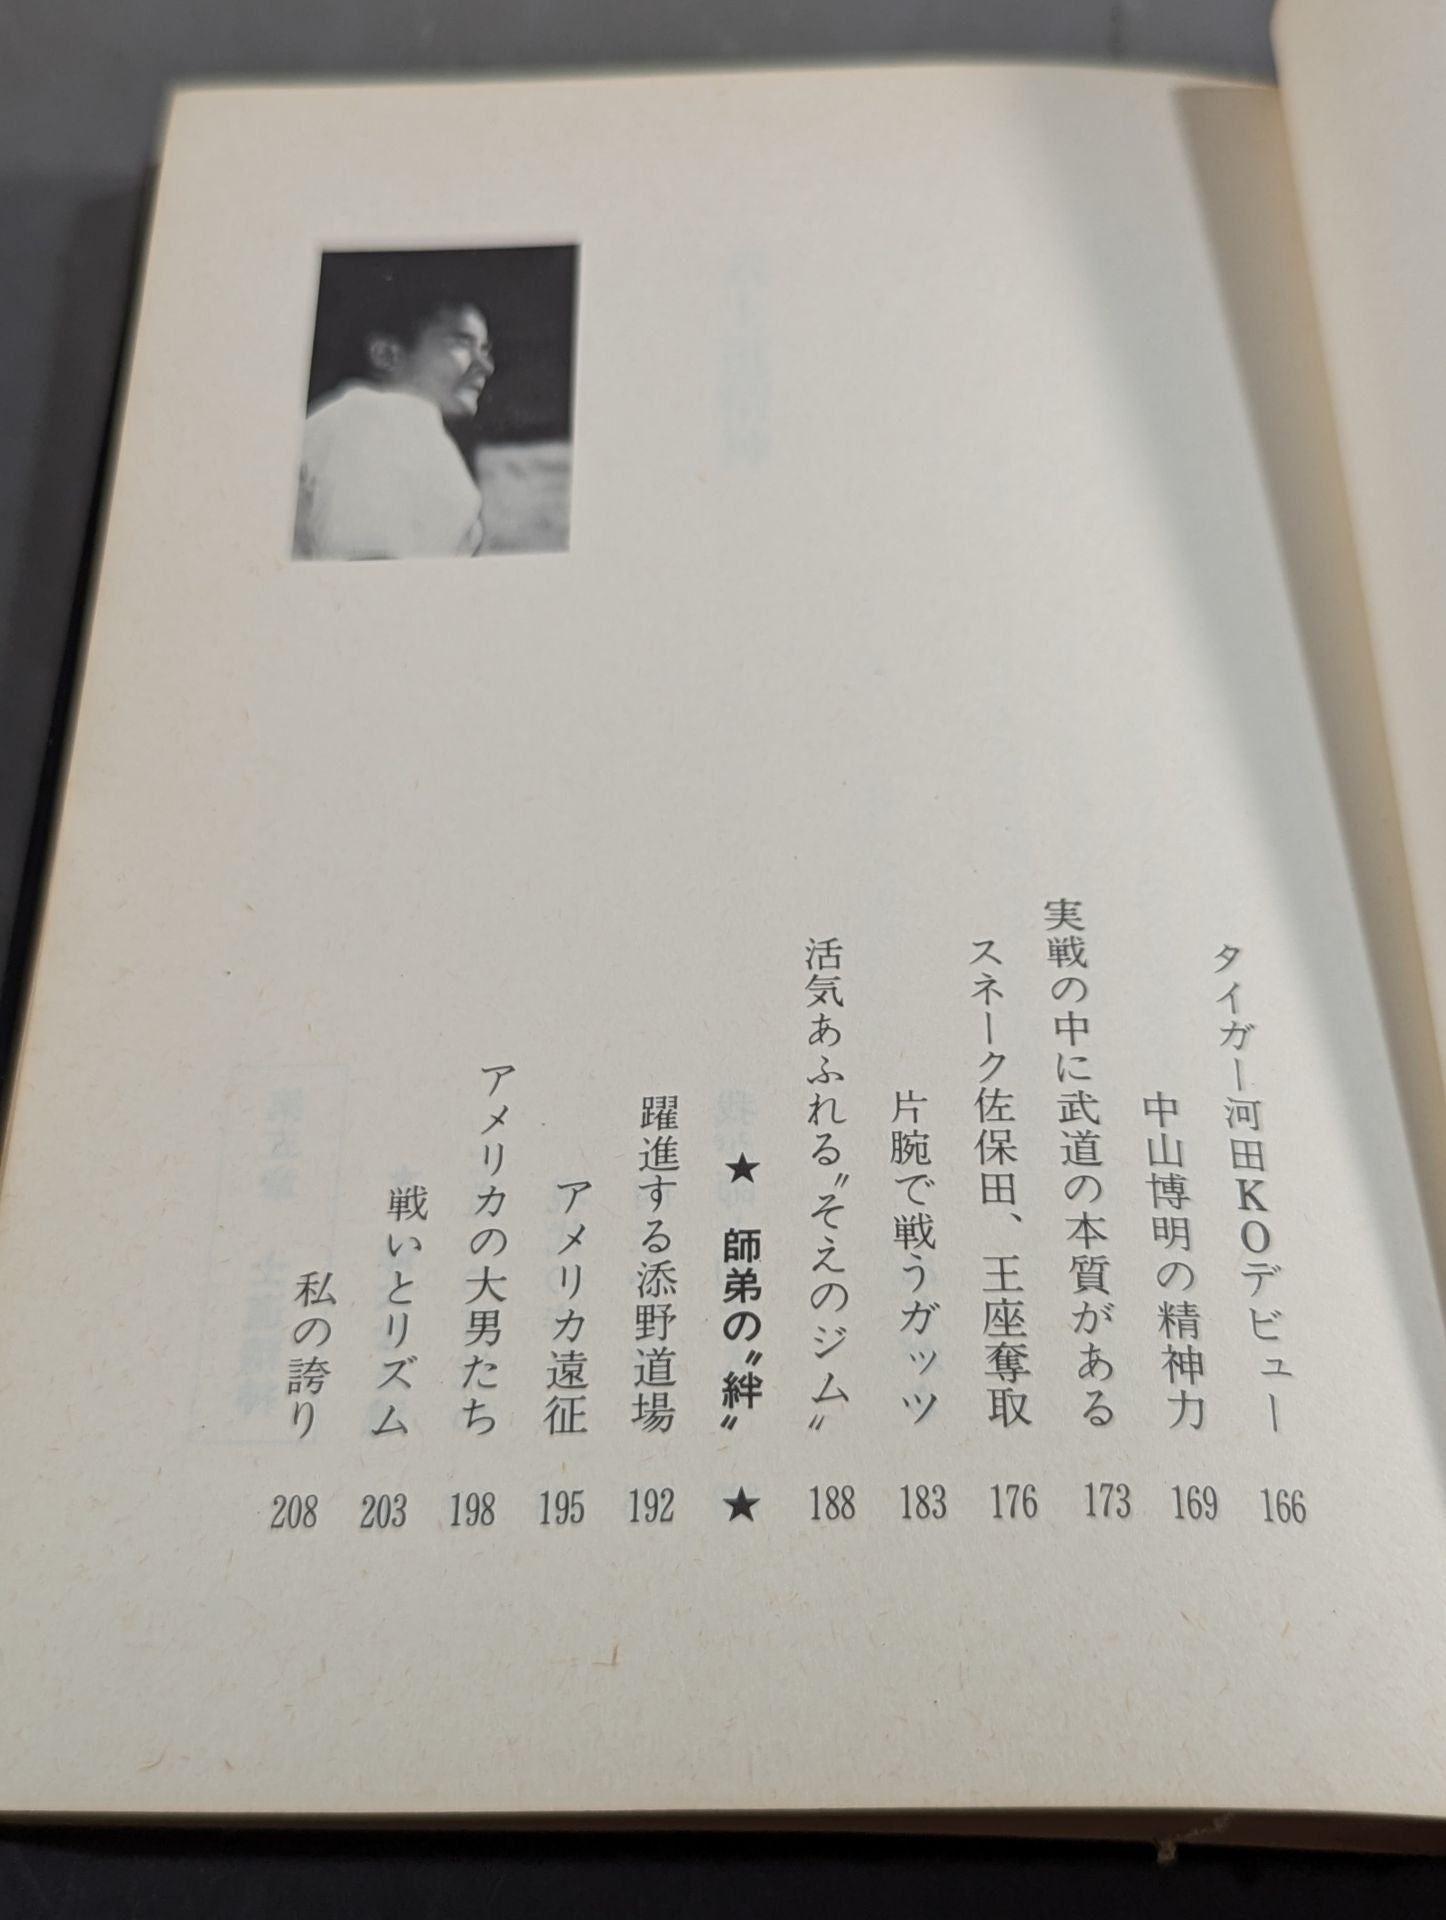 タイガー河田KOデビュー 166
中山博明の精神力 169
実戦の中に武道の本質がある 173
スネーク佐保田、王座奪取 176
片腕で戦うガッツ 183
活気あふれる〝そえのジム〟 188
★ 師弟の〝絆〟 ★
躍進する添野道場 192
アメリカ遠征 195
アメリカの大男たち 198
戦いとリズム 203
私の誇り 208